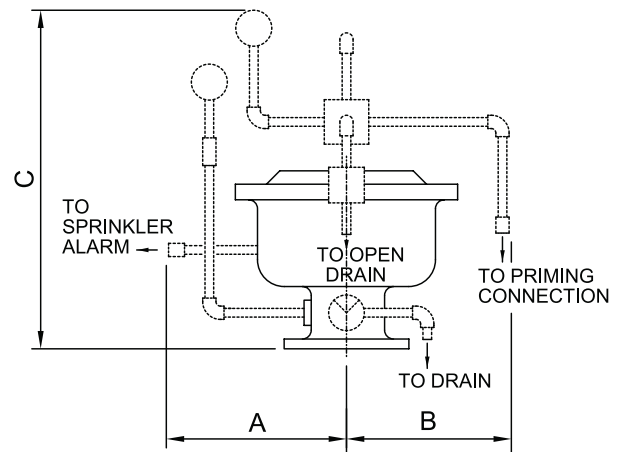 C
TO
SPRINKLER
ALARM
TO OPEN
DRAIN
TO PRIMING
CONNECTION
TO DRAIN
A
B